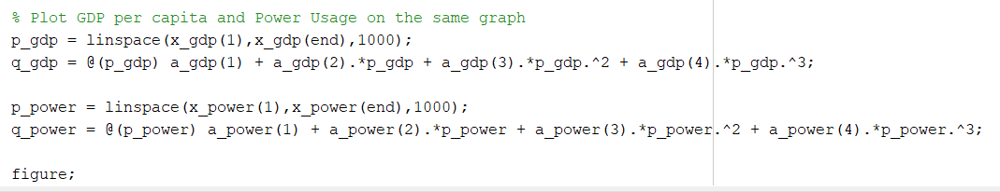 % Plot GDP per capita and Power Usage on the same graph
p_gdp = linspace(x_gdp(1),x_gdp(end),1000);
q_gdp = @(p_gdp) a_gdp(1) + a_gdp(2).*p_gdp + a_gdp(3).*p_gdp.^2 + a_gdp(4).*p_gdp.^3;
p_power = linspace(x_power(1),x_power(end),1000);
q_power = @(p_power) a_power(1) + a_power(2).*p_power + a_power(3).*p_power.^2 + a_power(4).*p_power.^3;
figure;